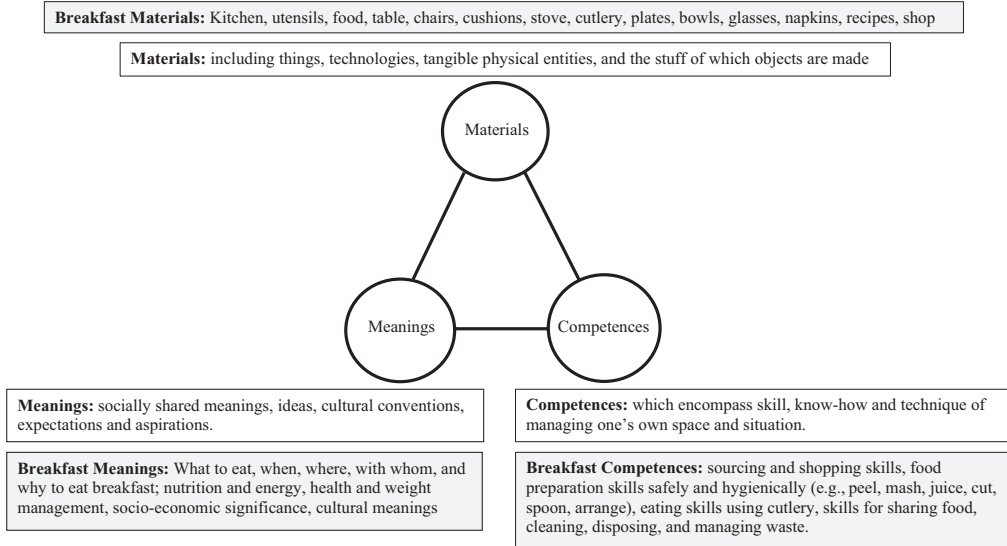 Breakfast Materials: Kitchen, utensils, food, table, chairs, cushions, stove, cutlery, plates, bowls, glasses, napkins, recipes, shop
Materials: including things, technologies, tangible physical entities, and the stuff of which objects are made
Materials
Meanings
Competences
Meanings: socially shared meanings, ideas, cultural conventions,
expectations and aspirations.
Breakfast Meanings: What to eat, when, where, with whom, and
why to eat breakfast; nutrition and energy, health and weight
management, socio-economic significance, cultural meanings
Competences: which encompass skill, know-how and technique of
managing one’s own space and situation.
Breakfast Competences: sourcing and shopping skills, food
preparation skills safely and hygienically (e.g., peel, mash, juice, cut,
spoon, arrange), eating skills using cutlery, skills for sharing food,
cleaning, disposing, and managing waste.